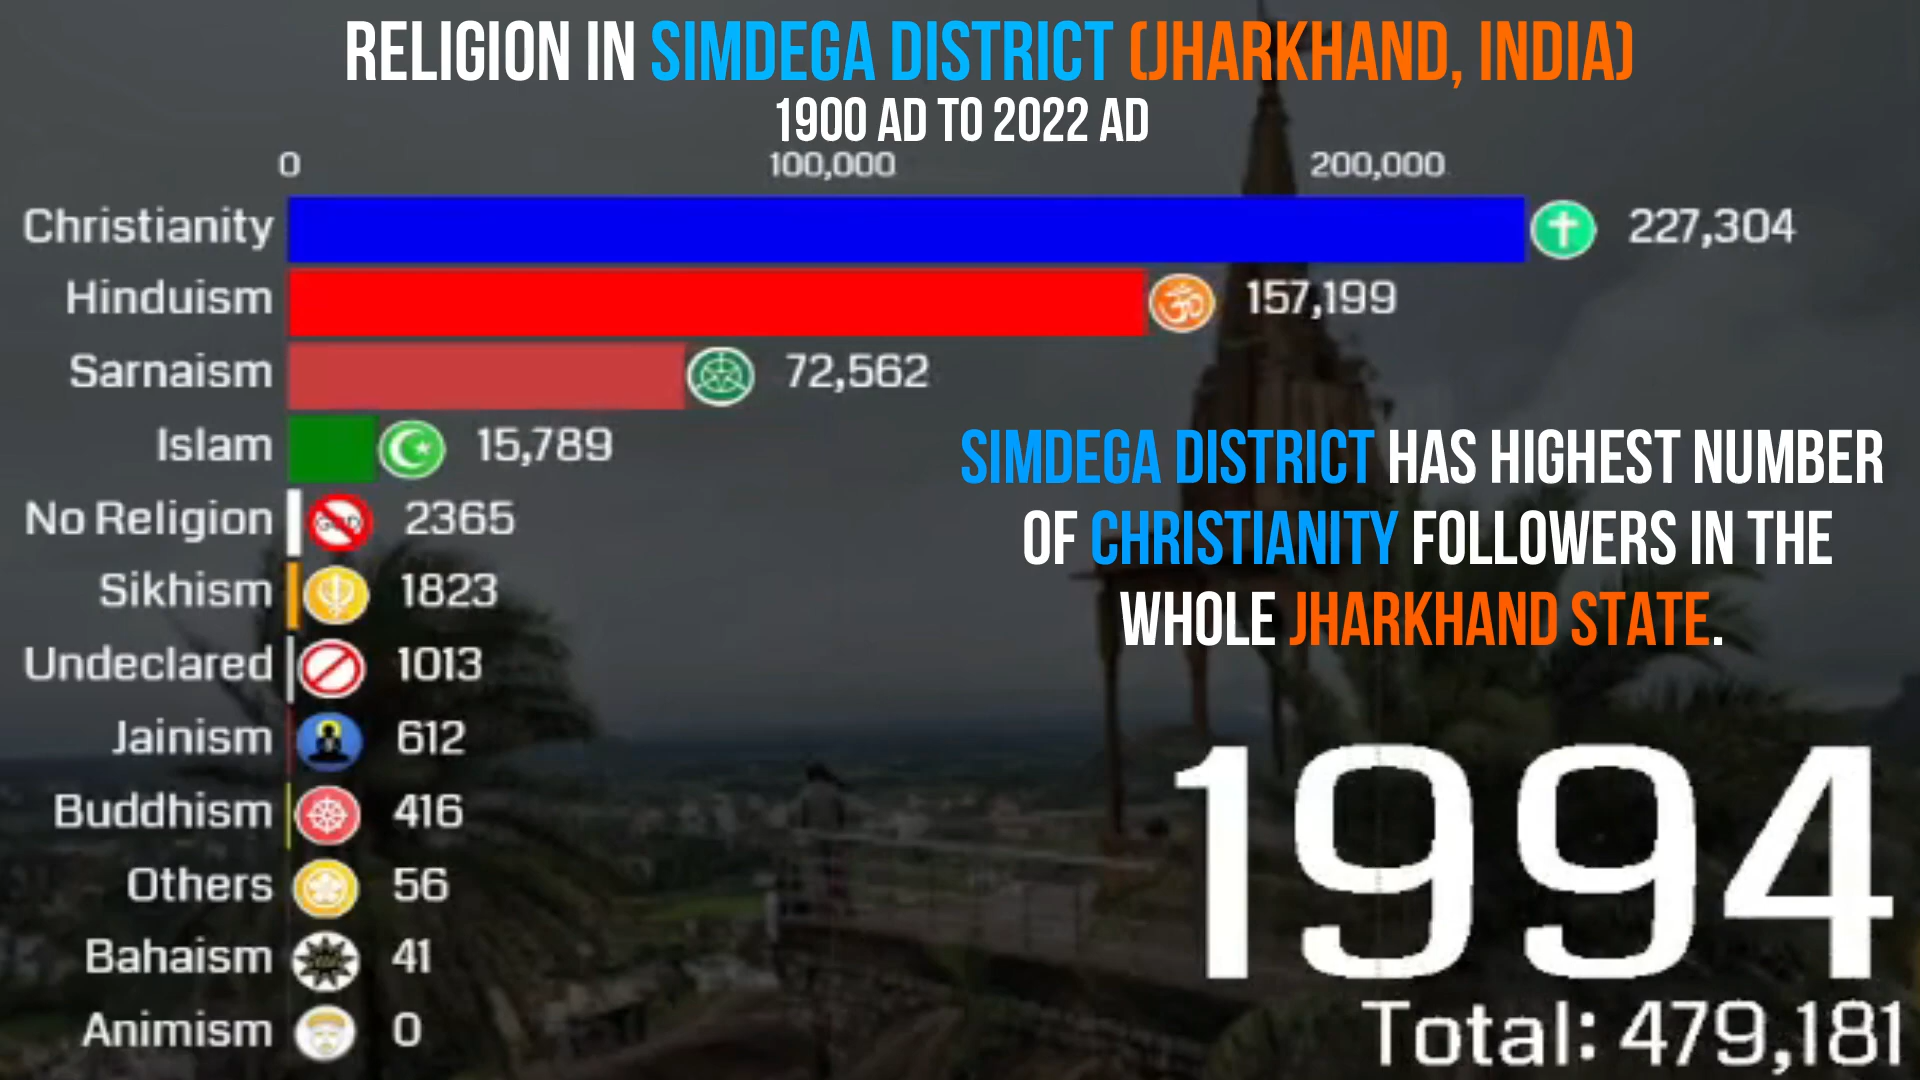 RELIGION IN SIMDEGA DISTRICT (JHARKHAND, INDIA)
1900 AD TO 2022 AD
0 100,000 200,000
Christianity 227,304
Hinduism 157,199
Sarnaism 72,562
Islam 15,789
No Religion 2365
Sikhism 1823
Undeclared 1013
Jainism 612
Buddhism 416
Others 56
Bahaism 41
Animism 0
SIMDEGA DISTRICT HAS HIGHEST NUMBER
OF CHRISTIANITY FOLLOWERS IN THE
WHOLE JHARKHAND STATE.
1994
Total: 479,181